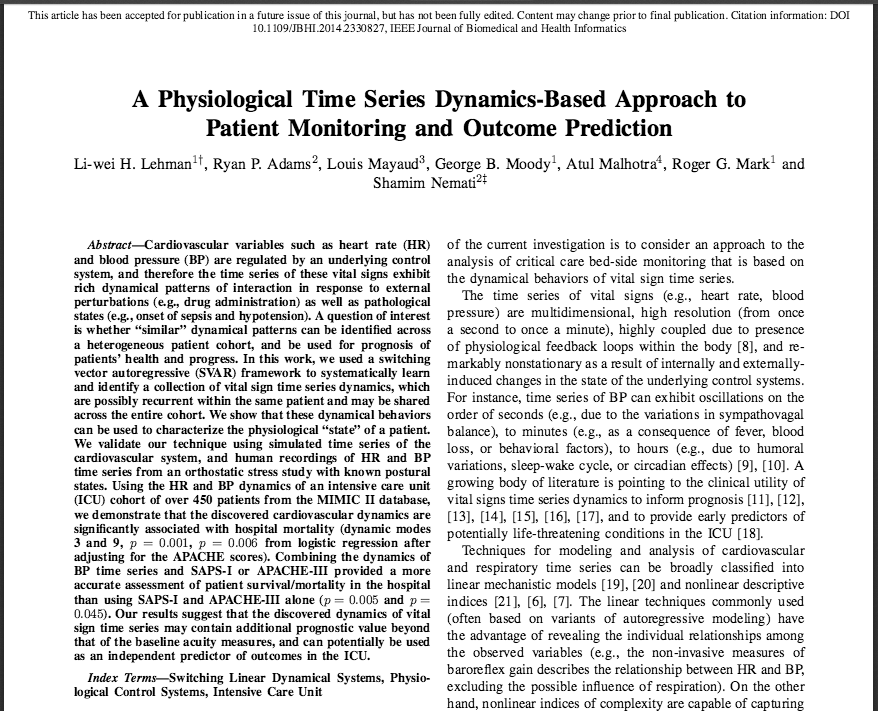 This article has been accepted for publication in a future issue of this journal, but has not been fully edited. Content may change prior to final publication. Citation information: DOI
10.1109/JBHI.2014.2330827, IEEE Journal of Biomedical and Health Informatics
A Physiological Time Series Dynamics-Based Approach to
Patient Monitoring and Outcome Prediction
Li-wei H. Lehman1†, Ryan P. Adams2, Louis Mayaud3, George B. Moody1, Atul Malhotra4, Roger G. Mark1 and
Shamim Nemati2‡
Abstract—Cardiovascular variables such as heart rate (HR)
and blood pressure (BP) are regulated by an underlying control
system, and therefore the time series of these vital signs exhibit
rich dynamical patterns of interaction in response to external
perturbations (e.g., drug administration) as well as pathological
states (e.g., onset of sepsis and hypotension). A question of interest
is whether “similar” dynamical patterns can be identified across
a heterogeneous patient cohort, and be used for prognosis of
patients’ health and progress. In this work, we used a switching
vector autoregressive (SVAR) framework to systematically learn
and identify a collection of vital sign time series dynamics, which
are possibly recurrent within the same patient and may be shared
across the entire cohort. We show that these dynamical behaviors
can be used to characterize the physiological “state” of a patient.
We validate our technique using simulated time series of the
cardiovascular system, and human recordings of HR and BP
time series from an orthostatic stress study with known postural
states. Using the HR and BP dynamics of an intensive care unit
(ICU) cohort of over 450 patients from the MIMIC II database,
we demonstrate that the discovered cardiovascular dynamics are
significantly associated with hospital mortality (dynamic modes
3 and 9, p = 0.001, p = 0.006 from logistic regression after
adjusting for the APACHE scores). Combining the dynamics of
BP time series and SAPS-I or APACHE-III provided a more
accurate assessment of patient survival/mortality in the hospital
than using SAPS-I and APACHE-III alone (p = 0.005 and p =
0.045). Our results suggest that the discovered dynamics of vital
sign time series may contain additional prognostic value beyond
that of the baseline acuity measures, and can potentially be used
as an independent predictor of outcomes in the ICU.
Index Terms—Switching Linear Dynamical Systems, Physio-
logical Control Systems, Intensive Care Unit
of the current investigation is to consider an approach to the
analysis of critical care bed-side monitoring that is based on
the dynamical behaviors of vital sign time series.
The time series of vital signs (e.g., heart rate, blood
pressure) are multidimensional, high resolution (from once
a second to once a minute), highly coupled due to presence
of physiological feedback loops within the body [8], and re-
markably nonstationary as a result of internally and externally-
induced changes in the state of the underlying control systems.
For instance, time series of BP can exhibit oscillations on the
order of seconds (e.g., due to the variations in sympathovagal
balance), to minutes (e.g., as a consequence of fever, blood
loss, or behavioral factors), to hours (e.g., due to humoral
variations, sleep-wake cycle, or circadian effects) [9], [10]. A
growing body of literature is pointing to the clinical utility of
vital signs time series dynamics to inform prognosis [11], [12],
[13], [14], [15], [16], [17], and to provide early predictors of
potentially life-threatening conditions in the ICU [18].
Techniques for modeling and analysis of cardiovascular
and respiratory time series can be broadly classified into
linear mechanistic models [19], [20] and nonlinear descriptive
indices [21], [6], [7]. The linear techniques commonly used
(often based on variants of autoregressive modeling) have
the advantage of revealing the individual relationships among
the observed variables (e.g., the non-invasive measures of
baroreflex gain describes the relationship between HR and BP,
excluding the possible influence of respiration). On the other
hand, nonlinear indices of complexity are capable of capturing